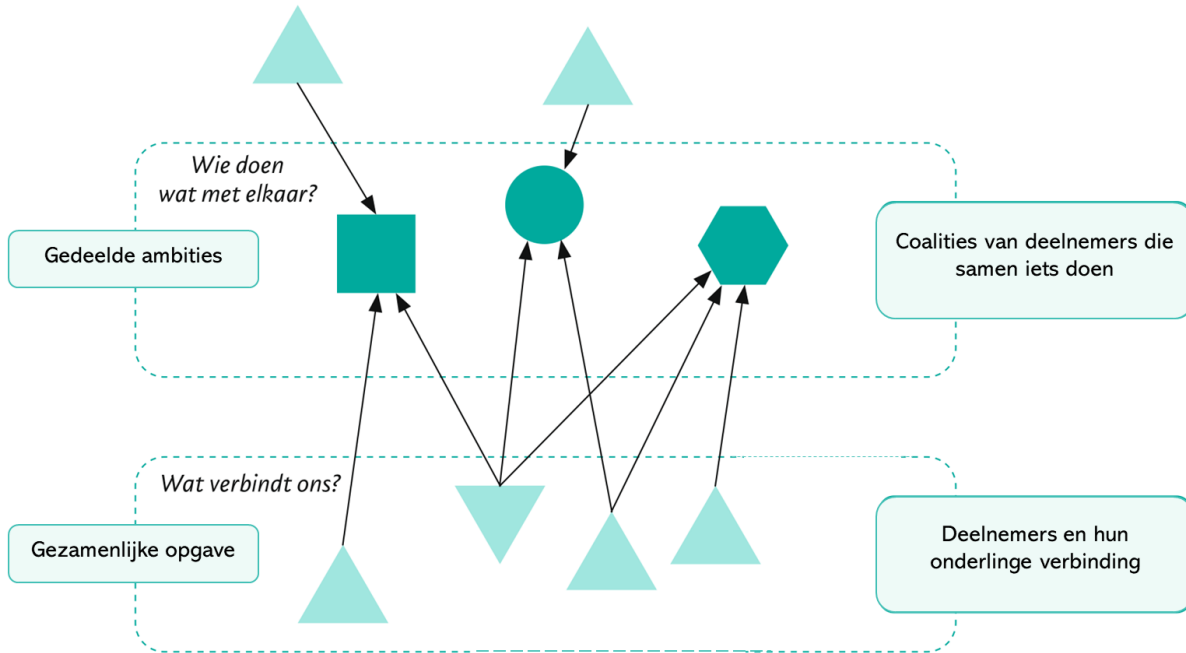 Wie doen
wat met elkaar?
Gedeelde ambities
Coalities van deelnemers die
samen iets doen
Wat verbindt ons?
Gezamenlijke opgave
Deelnemers en hun
onderlinge verbinding